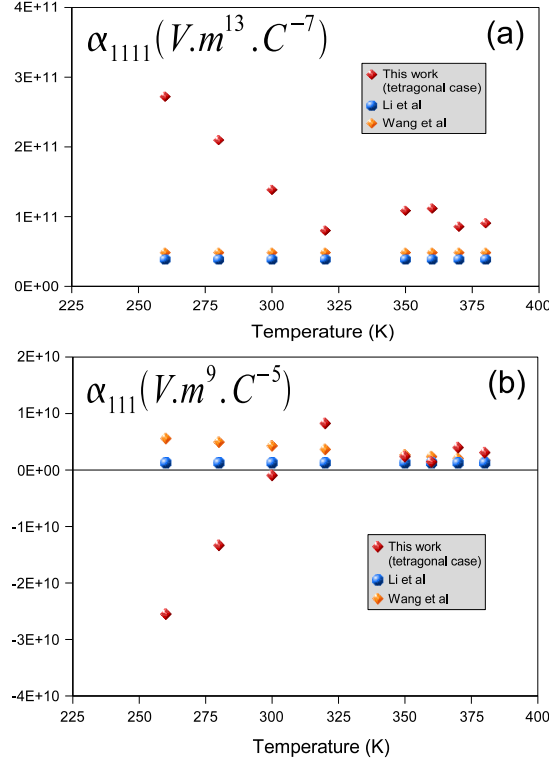 4E+11
α₁₁₁₁(V.m¹³.C⁻⁷)
(a)
3E+11
This work
(tetragonal case)
Li et al
Wang et al
2E+11
1E+11
0E+00
225 250 275 300 325 350 375 400
Temperature (K)
2E+10
α₁₁₁(V.m⁹.C⁻⁵)
(b)
1E+10
0E+00
-1E+10
This work
(tetragonal case)
Li et al
Wang et al
-2E+10
-3E+10
-4E+10
225 250 275 300 325 350 375 400
Temperature (K)